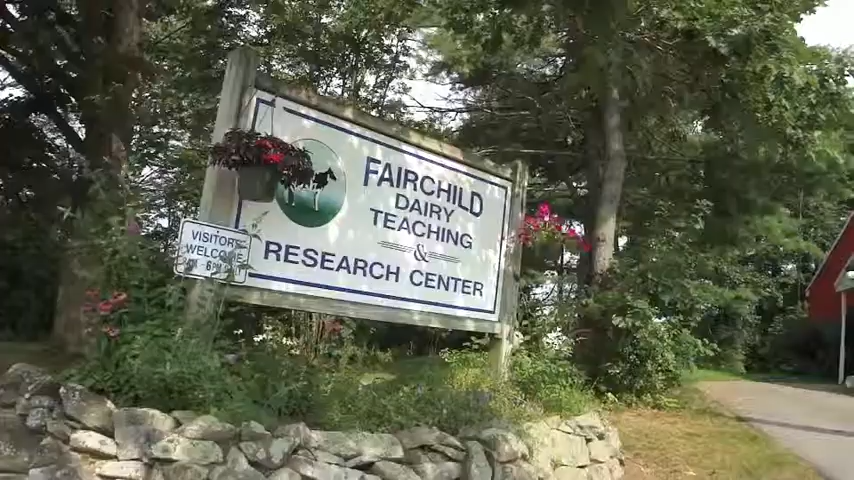 FAIRCHILD
DAIRY
TEACHING
&
RESEARCH CENTER
VISITORS
WELCOME